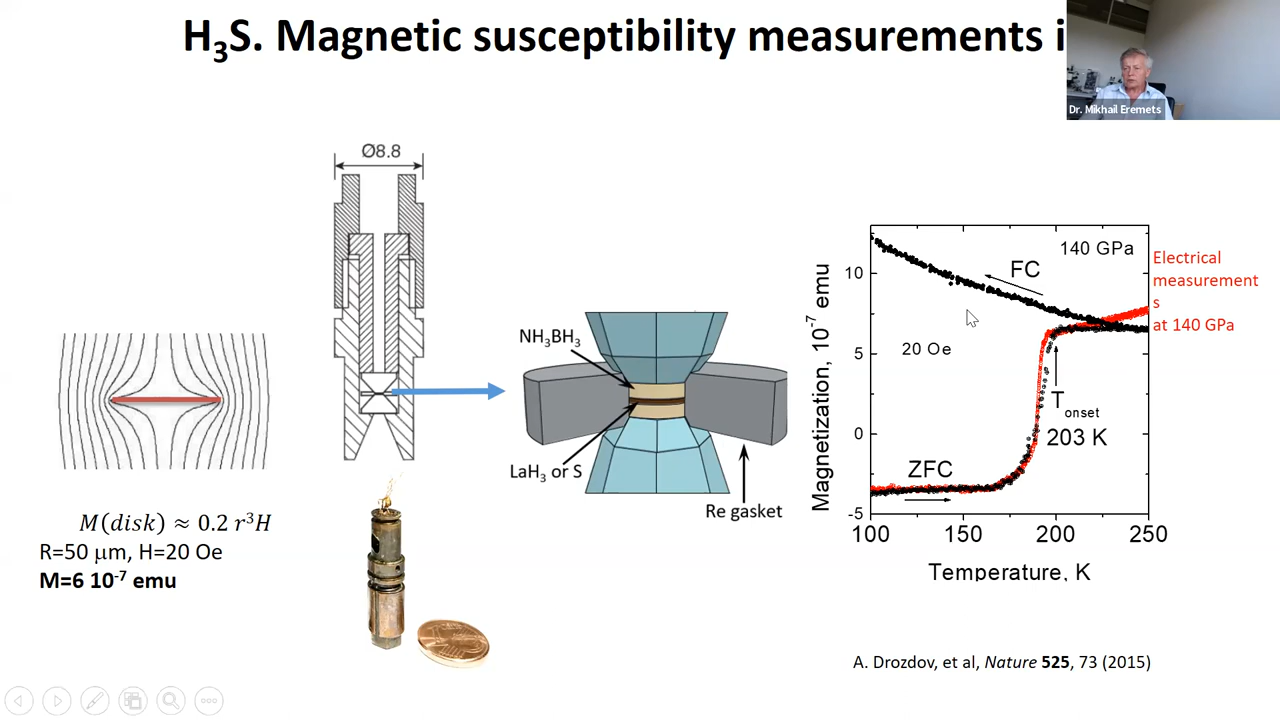 H₃S. Magnetic susceptibility measurements i
Dr. Mikhail Eremets
Ø8.8
NH₃BH₃
LaH₃ or S
Re gasket
M(disk) ≈ 0.2 r³H
R=50 μm, H=20 Oe
M=6 10⁻⁷ emu
Magnetization, 10⁻⁷ emu
10
5
0
-5
100
150
200
250
Temperature, K
140 GPa
FC
20 Oe
T onset
203 K
ZFC
Electrical
measurement
s
at 140 GPa
A. Drozdov, et al, Nature 525, 73 (2015)